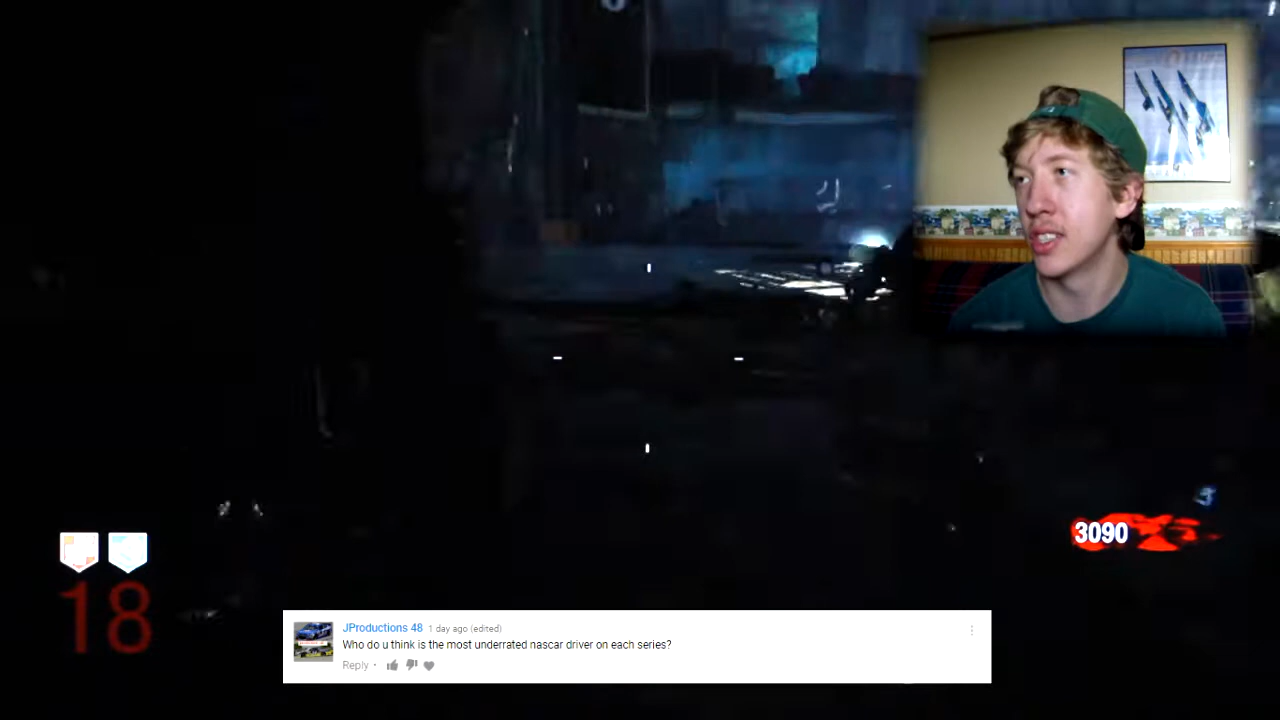 3090
18
JProductions 48 1 day ago (edited)
Who do u think is the most underrated nascar driver on each series?
Reply